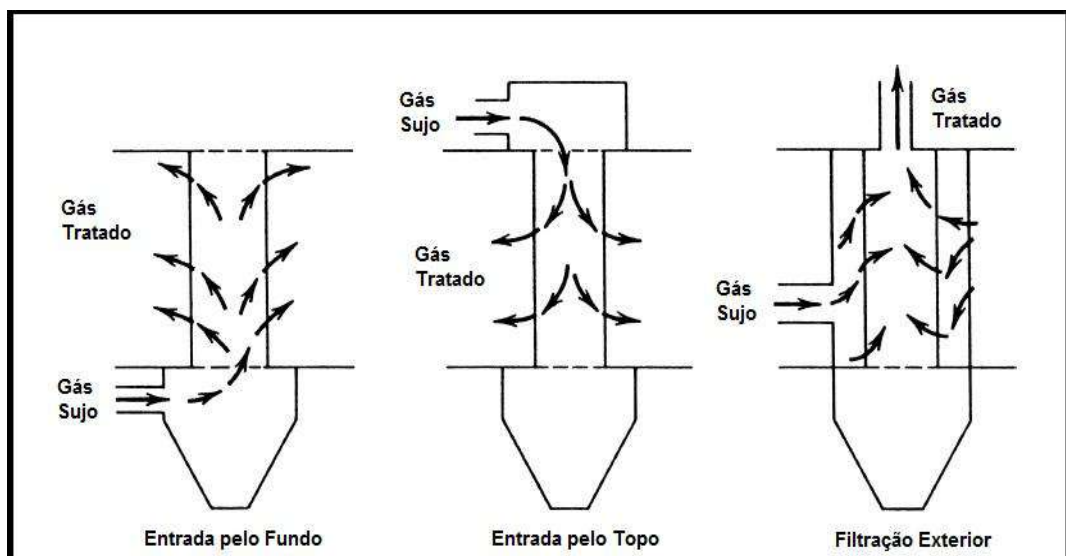 Gás
Sujo
Gás
Tratado
Gás
Tratado
Gás
Sujo
Gás
Tratado
Gás
Sujo
Entrada pelo Fundo
Entrada pelo Topo
Filtração Exterior